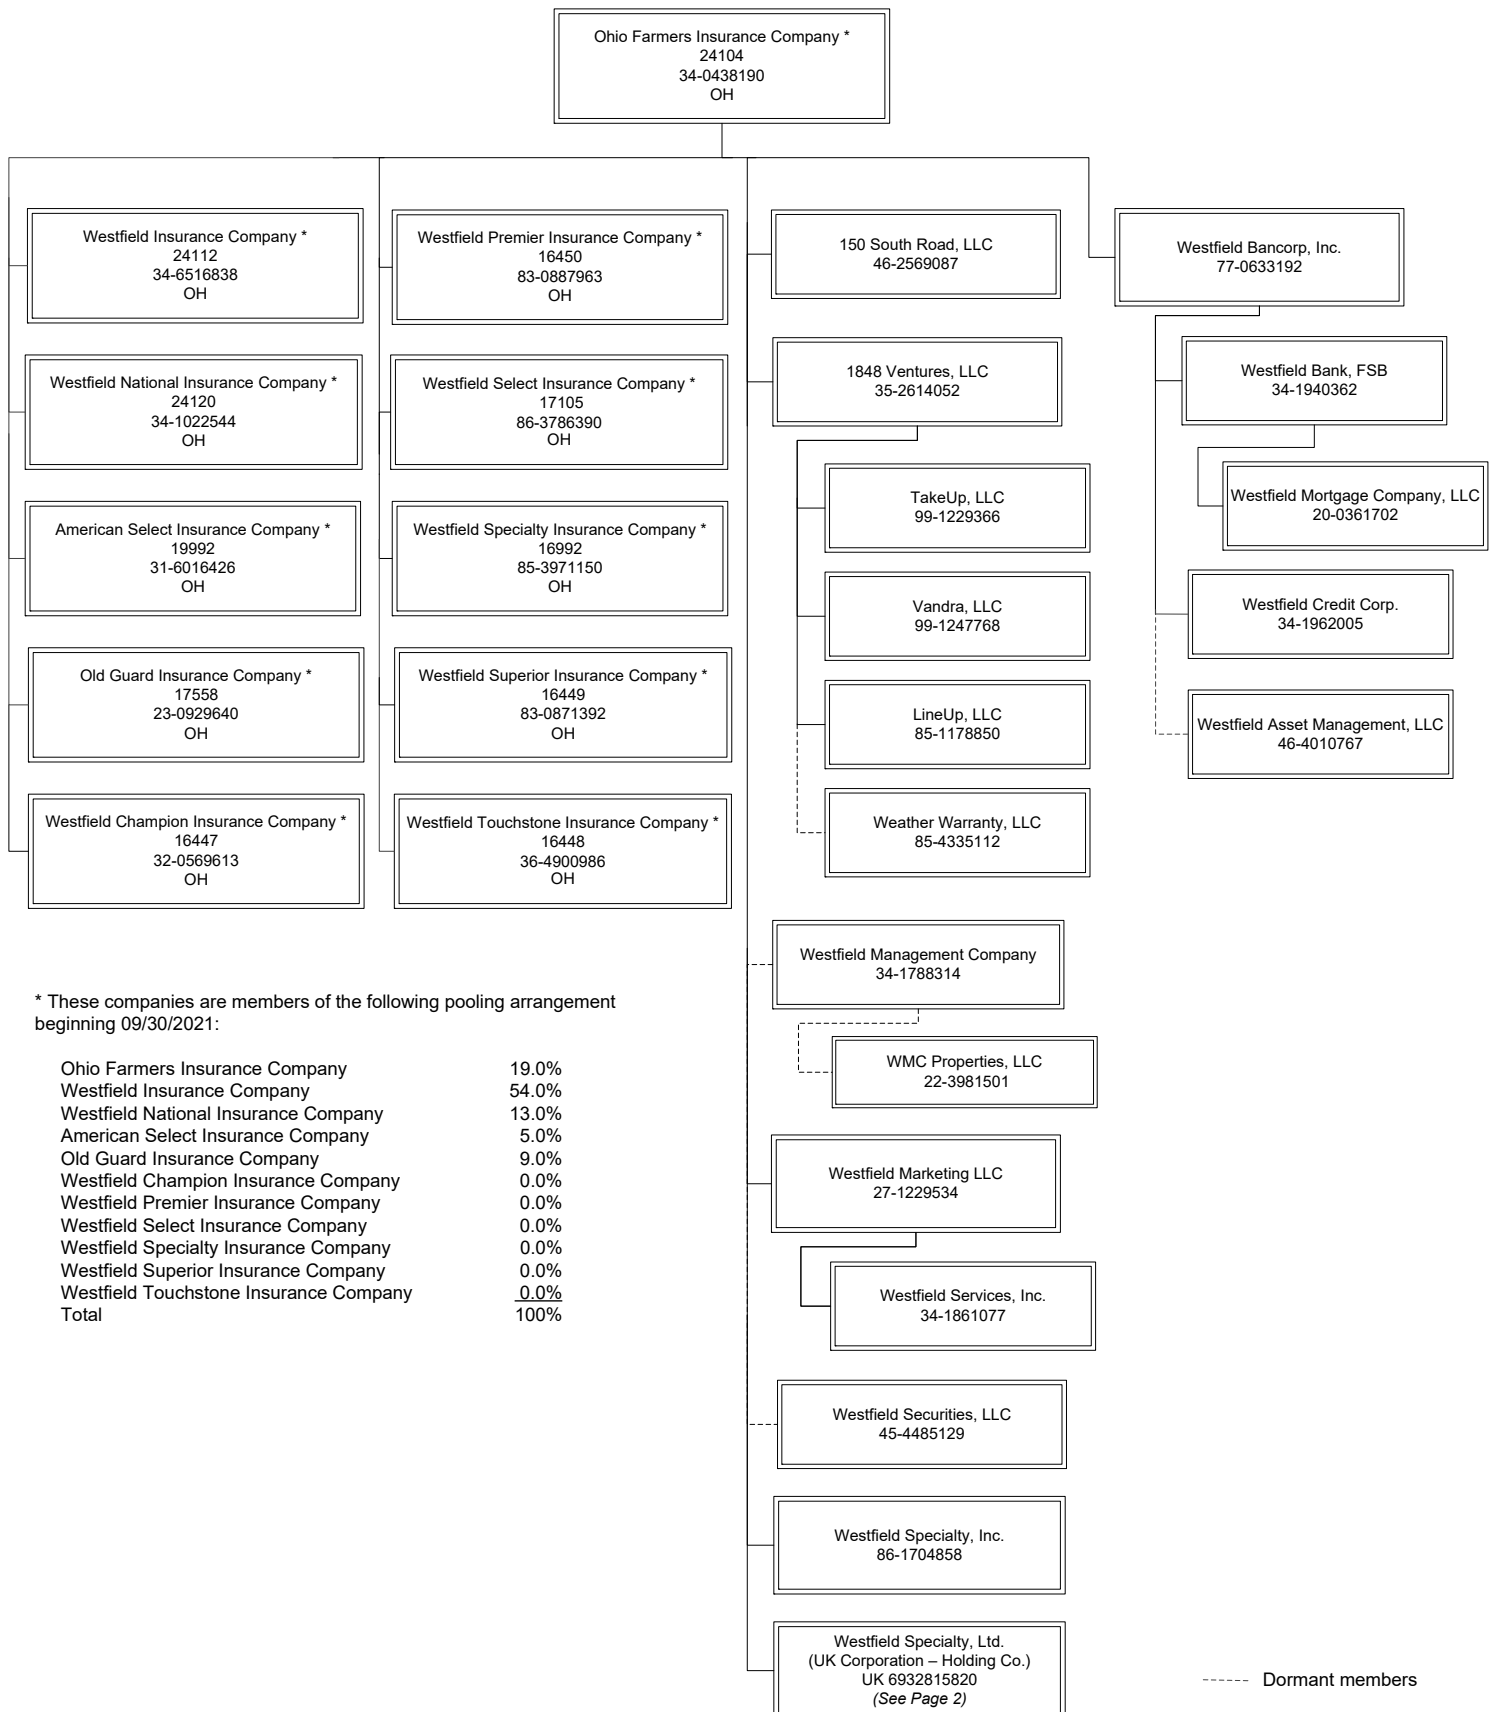 Ohio Farmers Insurance Company *
24104
34-0438190
OH
Westfield Insurance Company *
24112
34-6516838
OH
Westfield National Insurance Company *
24120
34-1022544
OH
American Select Insurance Company *
19992
31-6016426
OH
Old Guard Insurance Company *
17558
23-0929640
OH
Westfield Champion Insurance Company *
16447
32-0569613
OH
Westfield Premier Insurance Company *
16450
83-0887963
OH
Westfield Select Insurance Company *
17105
86-3786390
OH
Westfield Specialty Insurance Company *
16992
85-3971150
OH
Westfield Superior Insurance Company *
16449
83-0871392
OH
Westfield Touchstone Insurance Company *
16448
36-4900986
OH
150 South Road, LLC
46-2569087
1848 Ventures, LLC
35-2614052
TakeUp, LLC
99-1229366
Vandra, LLC
99-1247768
LineUp, LLC
85-1178850
Weather Warranty, LLC
85-4335112
Westfield Management Company
34-1788314
WMC Properties, LLC
22-3981501
Westfield Marketing LLC
27-1229534
Westfield Services, Inc.
34-1861077
Westfield Securities, LLC
45-4485129
Westfield Specialty, Inc.
86-1704858
Westfield Specialty, Ltd.
(UK Corporation – Holding Co.)
UK 6932815820
(See Page 2)
Westfield Bancorp, Inc.
77-0633192
Westfield Bank, FSB
34-1940362
Westfield Mortgage Company, LLC
20-0361702
Westfield Credit Corp.
34-1962005
Westfield Asset Management, LLC
46-4010767
* These companies are members of the following pooling arrangement
beginning 09/30/2021:
Ohio Farmers Insurance Company 19.0%
Westfield Insurance Company 54.0%
Westfield National Insurance Company 13.0%
American Select Insurance Company 5.0%
Old Guard Insurance Company 9.0%
Westfield Champion Insurance Company 0.0%
Westfield Premier Insurance Company 0.0%
Westfield Select Insurance Company 0.0%
Westfield Specialty Insurance Company 0.0%
Westfield Superior Insurance Company 0.0%
Westfield Touchstone Insurance Company 0.0%
Total 100%
Dormant members